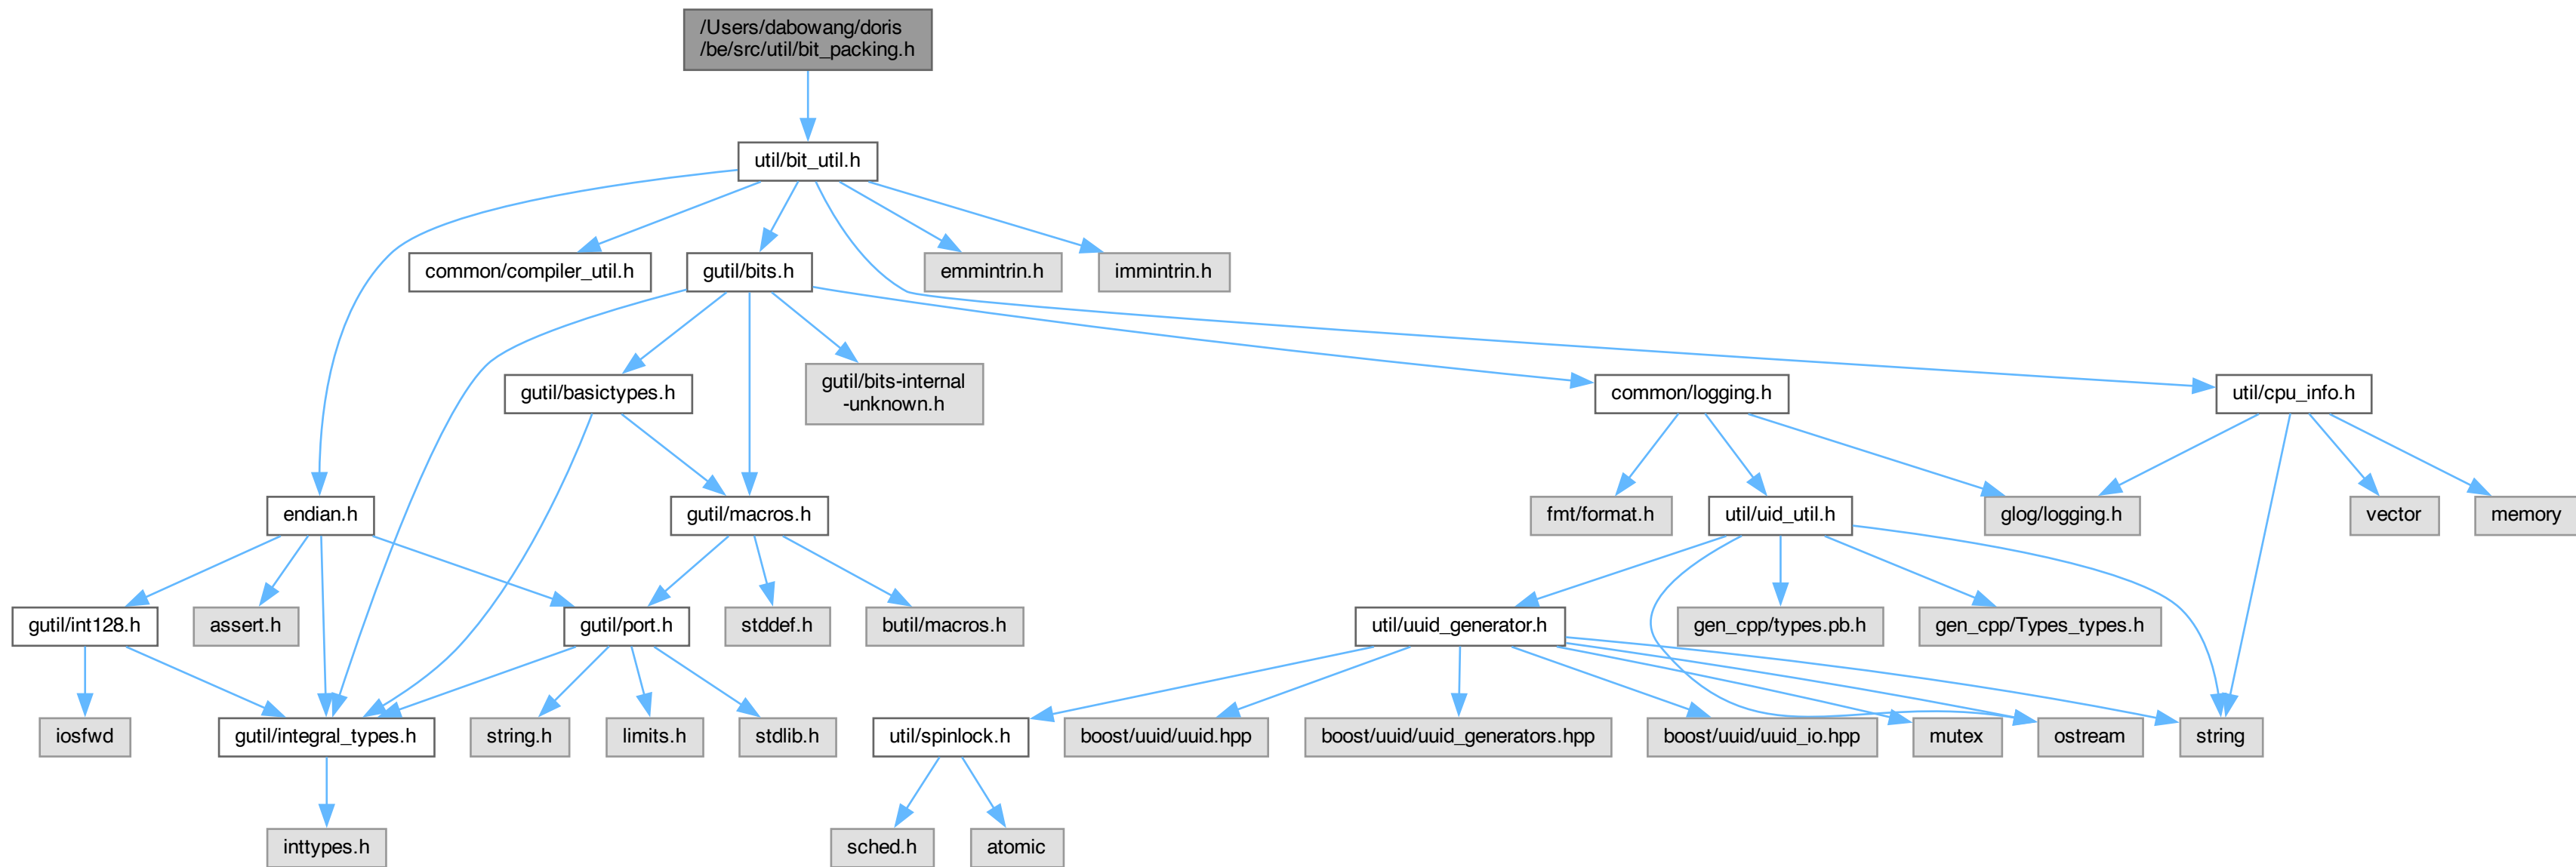 /Users/dabowang/doris
/be/src/util/bit_packing.h
util/bit_util.h
common/compiler_util.h
gutil/bits.h
emmintrin.h
immintrin.h
gutil/basictypes.h
gutil/bits-internal
-unknown.h
common/logging.h
util/cpu_info.h
endian.h
gutil/macros.h
fmt/format.h
util/uid_util.h
glog/logging.h
vector
memory
gutil/int128.h
assert.h
gutil/port.h
stddef.h
butil/macros.h
util/uuid_generator.h
gen_cpp/types.pb.h
gen_cpp/Types_types.h
iosfwd
gutil/integral_types.h
string.h
limits.h
stdlib.h
util/spinlock.h
boost/uuid/uuid.hpp
boost/uuid/uuid_generators.hpp
boost/uuid/uuid_io.hpp
mutex
ostream
string
inttypes.h
sched.h
atomic